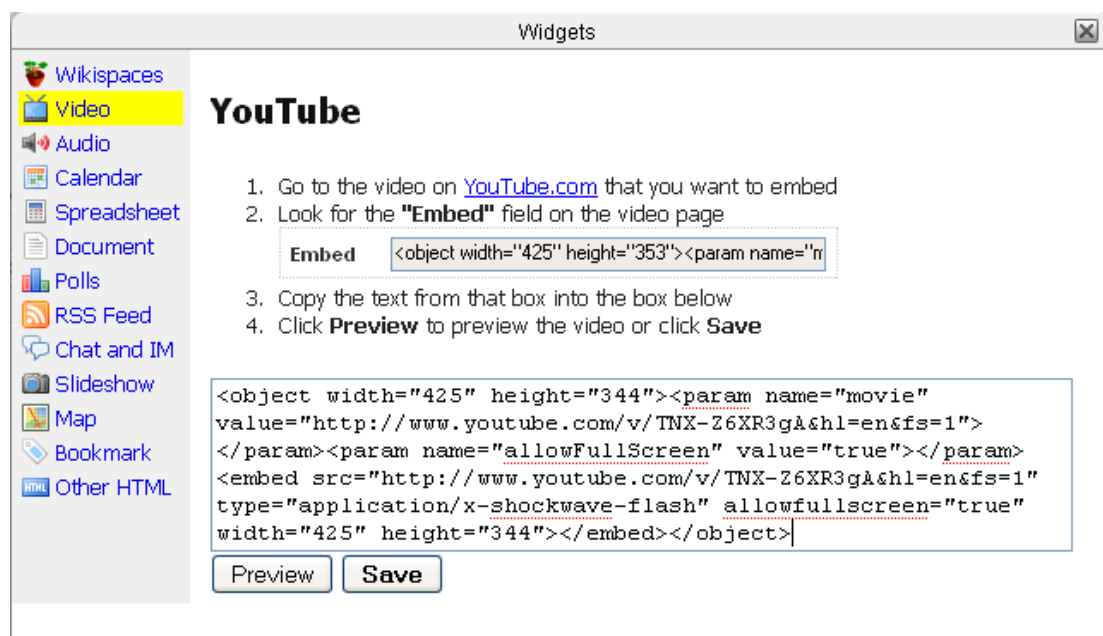 Widgets
Wikispaces
Video
Audio
Calendar
Spreadsheet
Document
Polls
RSS Feed
Chat and IM
Slideshow
Map
Bookmark
HTML Other HTML
YouTube
1. Go to the video on YouTube.com that you want to embed
2. Look for the "Embed" field on the video page
Embed <object width="425" height="353"><param name="m
3. Copy the text from that box into the box below
4. Click Preview to preview the video or click Save
<object width="425" height="344"><param name="movie"
value="http://www.youtube.com/v/TNX-Z6XR3gA&hl=en&fs=1">
</param><param name="allowFullScreen" value="true"></param>
<embed src="http://www.youtube.com/v/TNX-Z6XR3gA&hl=en&fs=1"
type="application/x-shockwave-flash" allowfullscreen="true"
width="425" height="344"></embed></object>
Preview Save